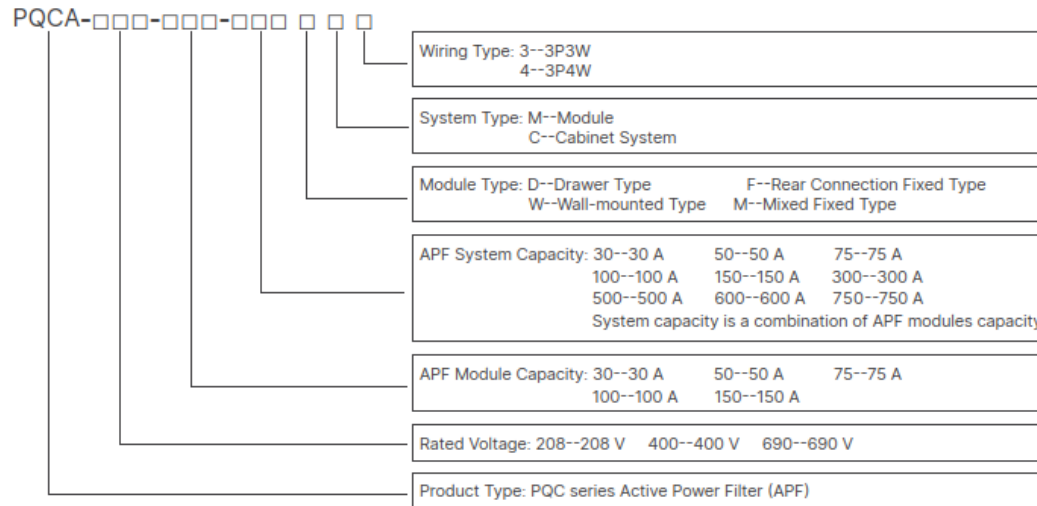 PQCA-□□□-□□□-□□□ □ □ □
Wiring Type: 3--3P3W
4--3P4W
System Type: M--Module
C--Cabinet System
Module Type: D--Drawer Type F--Rear Connection Fixed Type
W--Wall-mounted Type M--Mixed Fixed Type
APF System Capacity: 30--30 A 50--50 A 75--75 A
100--100 A 150--150 A 300--300 A
500--500 A 600--600 A 750--750 A
System capacity is a combination of APF modules capacity
APF Module Capacity: 30--30 A 50--50 A 75--75 A
100--100 A 150--150 A
Rated Voltage: 208--208 V 400--400 V 690--690 V
Product Type: PQC series Active Power Filter (APF)